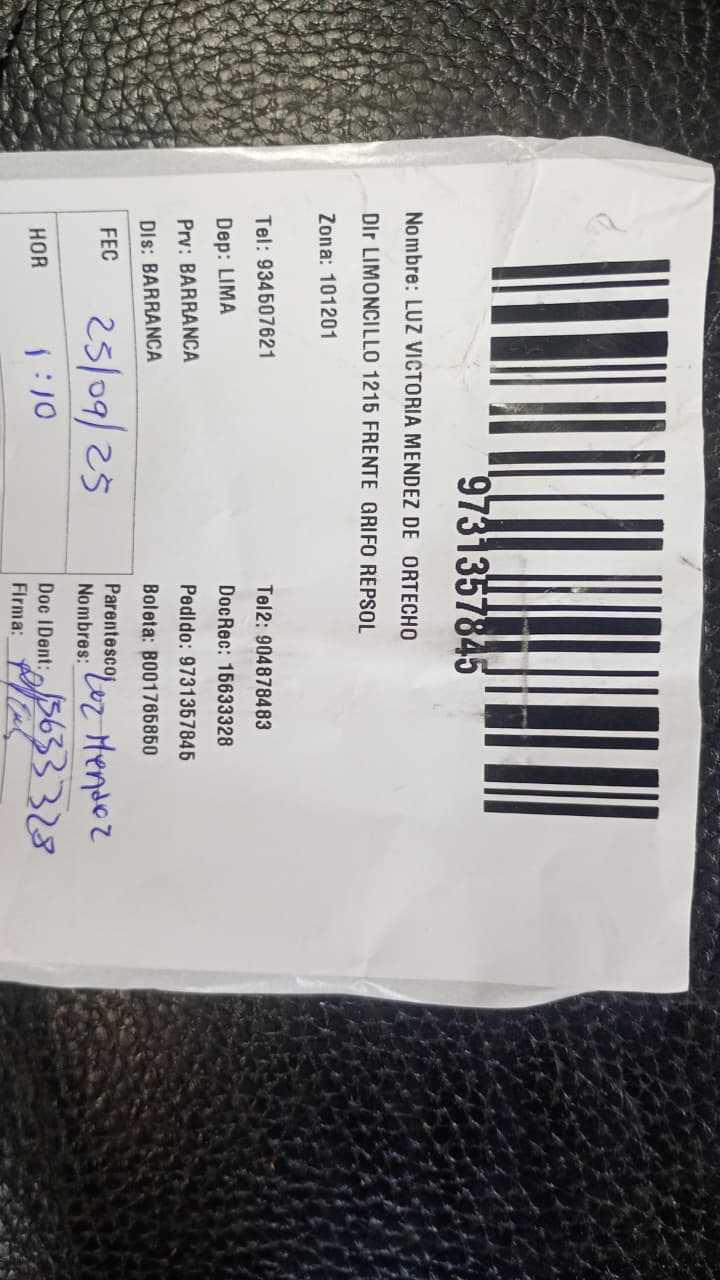 9731357845
Nombre: LUZ VICTORIA MENDEZ DE ORTECHO
Dir LIMONCILLO 1215 FRENTE GRIFO REPSOL
Zona: 101201
Tel: 934507621 Tel2: 904878483
Dep: LIMA DocRec: 15633328
Prv: BARRANCA Pedido: 9731357845
Dis: BARRANCA Boleta: B001765850
FEC 25/09/25
Parentesco:
Nombres: Luz Mendoz
HOR 1:10
Doc IDent: 15633328
Firma: